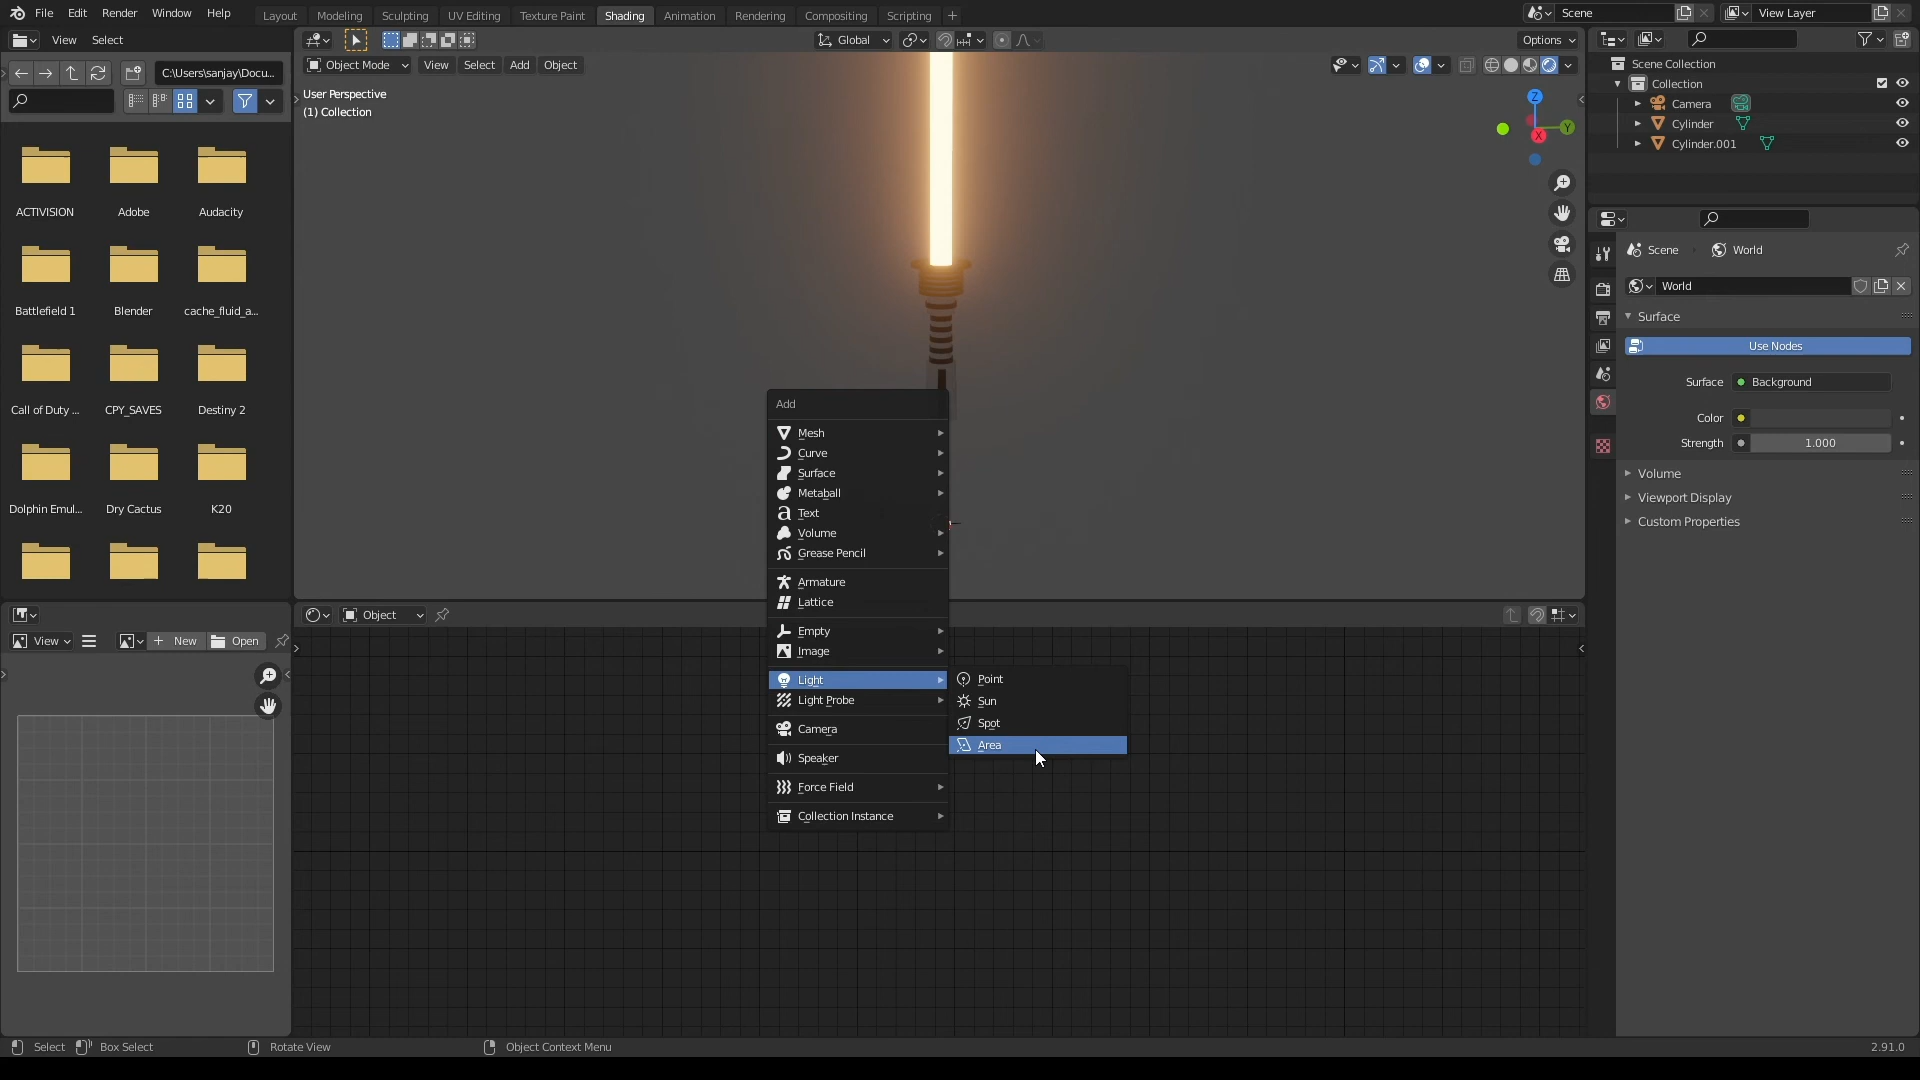 File Edit Render Window Help Layout Modeling Sculpting UV Editing Texture Paint Shading Animation Rendering Compositing Scripting + Scene View Layer
View Select Global Options
C:\Users\sanjay\Docu...
Object Mode View Select Add Object
User Perspective
(1) Collection
Z
Y
X
ACTIVISION Adobe Audacity
Battlefield 1 Blender cache_fluid_a...
Call of Duty ... CPY_SAVES Destiny 2
Dolphin Emul... Dry Cactus K20
View New Open
Add
Mesh
Curve
Surface
Metaball
Text
Volume
Grease Pencil
Armature
Lattice
Empty
Image
Light
Light Probe
Camera
Speaker
Force Field
Collection Instance
Point
Sun
Spot
Area
Object
Scene Collection
Collection
Camera
Cylinder
Cylinder.001
Scene World
World
Surface
Use Nodes
Surface Background
Color
Strength 1.000
Volume
Viewport Display
Custom Properties
Select Box Select Rotate View Object Context Menu 2.91.0